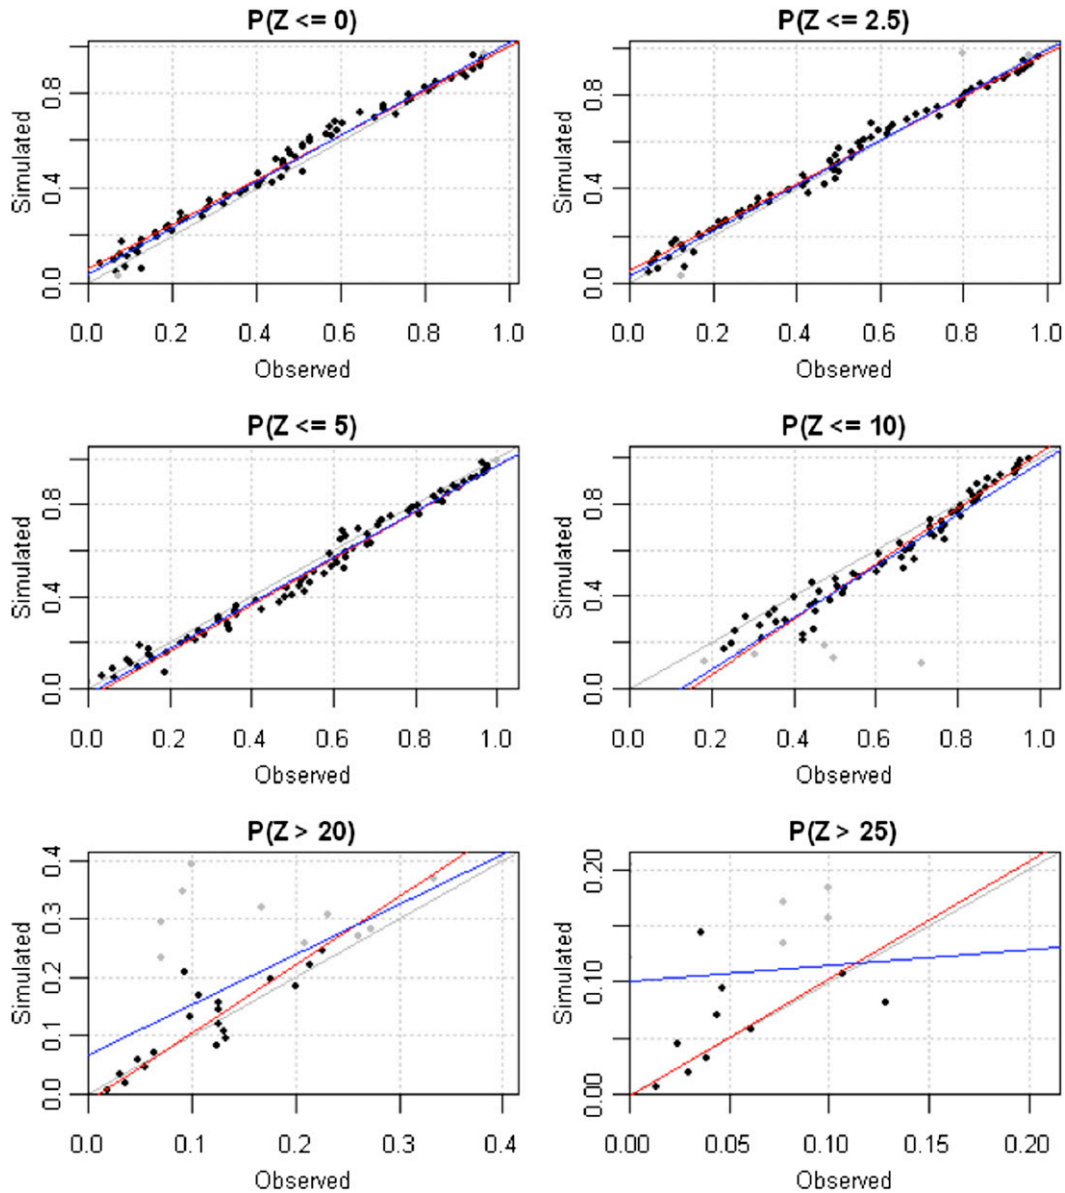 P(Z <= 0)
Simulated
0.0 0.4 0.8
0.0 0.2 0.4 0.6 0.8 1.0
Observed
P(Z <= 2.5)
Simulated
0.0 0.4 0.8
0.0 0.2 0.4 0.6 0.8 1.0
Observed
P(Z <= 5)
Simulated
0.0 0.4 0.8
0.0 0.2 0.4 0.6 0.8 1.0
Observed
P(Z <= 10)
Simulated
0.0 0.4 0.8
0.0 0.2 0.4 0.6 0.8 1.0
Observed
P(Z > 20)
Simulated
0.0 0.1 0.2 0.3 0.4
0.0 0.1 0.2 0.3 0.4
Observed
P(Z > 25)
Simulated
0.00 0.10 0.20
0.00 0.05 0.10 0.15 0.20
Observed